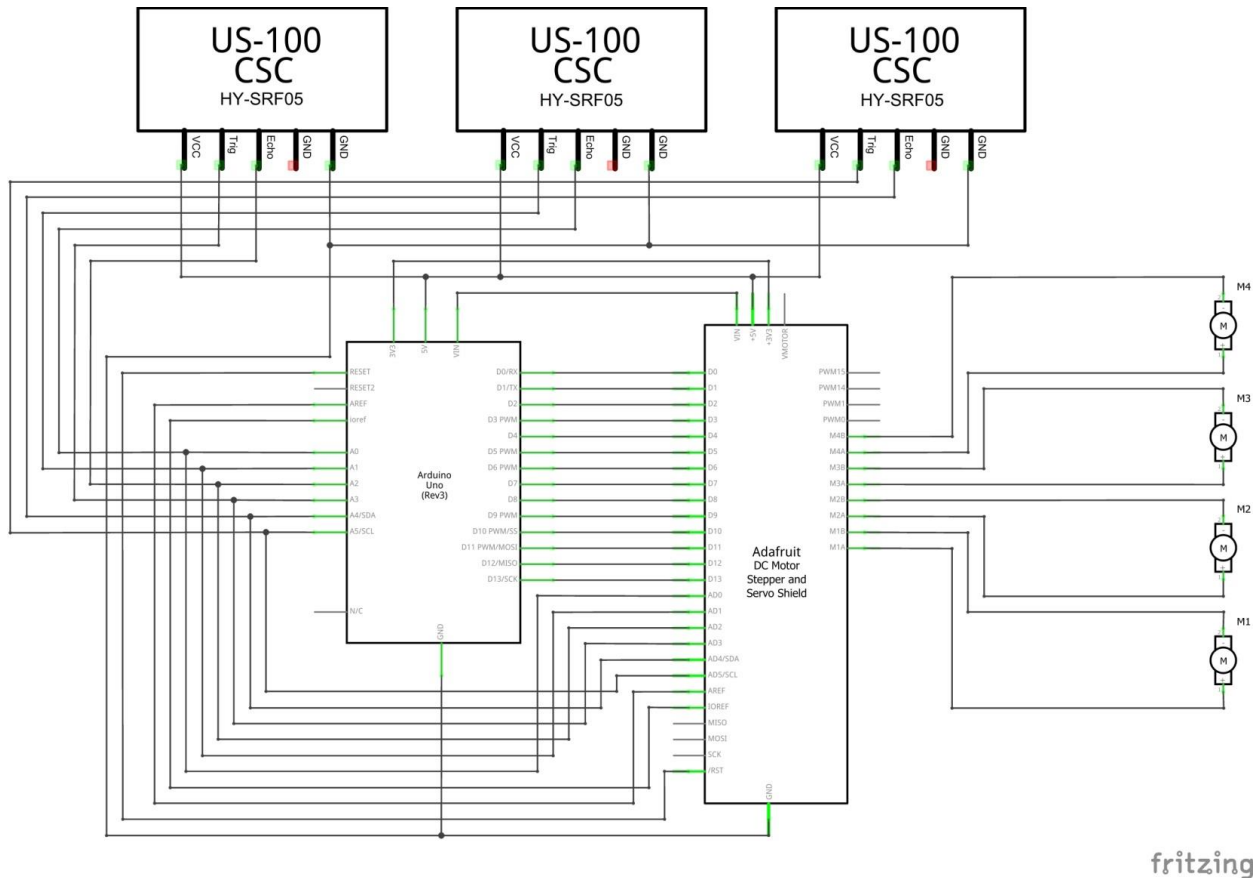 US-100
CSC
HY-SRF05
VCC
Trig
Echo
GND
GND
US-100
CSC
HY-SRF05
VCC
Trig
Echo
GND
GND
US-100
CSC
HY-SRF05
VCC
Trig
Echo
GND
GND
3V3
5V
VIN
RESET
RESET2
AREF
ioref
A0
A1
A2
A3
A4/SDA
A5/SCL
N/C
GND
D0/RX
D1/TX
D2
D3 PWM
D4
D5 PWM
D6 PWM
D7
D8
D9 PWM
D10 PWM/SS
D11 PWM/MOSI
D12/MISO
D13/SCK
Arduino
Uno
(Rev3)
VIN
+5V
+3V3
VMOTOR
D0
D1
D2
D3
D4
D5
D6
D7
D8
D9
D10
D11
D12
D13
AD0
AD1
AD2
AD3
AD4/SDA
AD5/SCL
AREF
IOREF
MISO
MOSI
SCK
/RST
GND
PWM15
PWM14
PWM1
PWM0
M4B
M4A
M3B
M3A
M2B
M2A
M1B
M1A
Adafruit
DC Motor
Stepper and
Servo Shield
M4
M
M3
M
M2
M
M1
M
fritzing